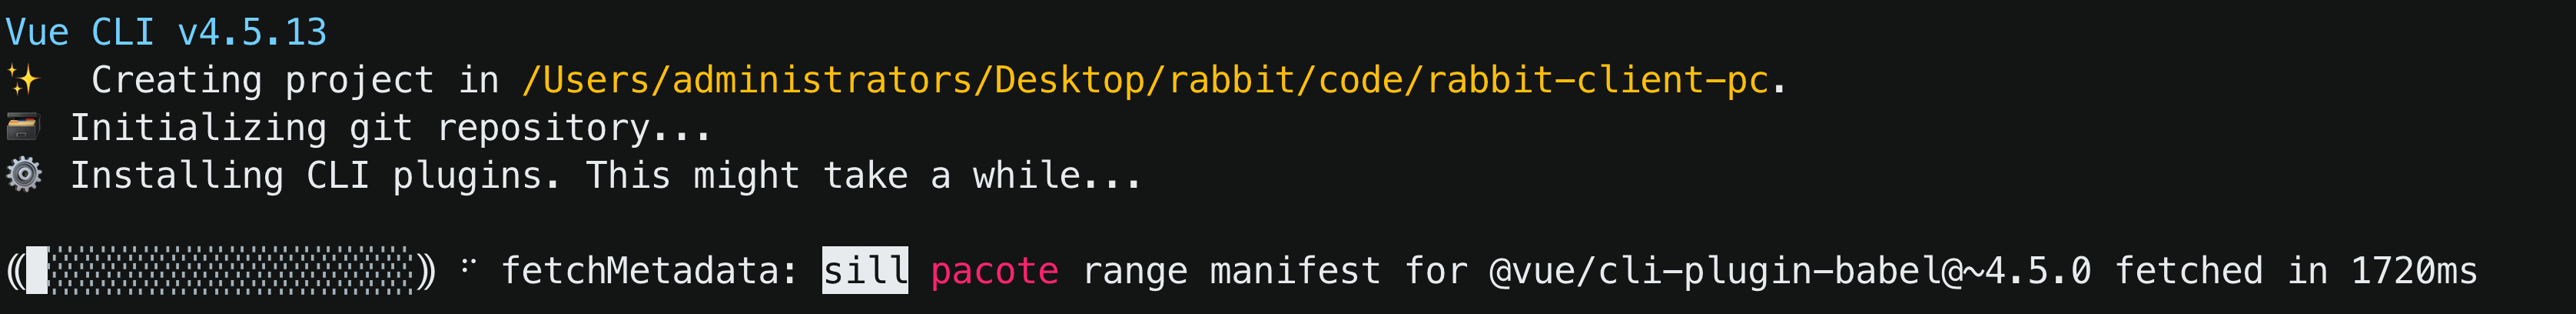 Vue CLI v4.5.13
✨  Creating project in /Users/administrators/Desktop/rabbit/code/rabbit-client-pc.
🗃 Initializing git repository...
⚙ Installing CLI plugins. This might take a while...
⸨█░░░░░░░░░░░░░░░░░⸩ ⠋ fetchMetadata: sill pacote range manifest for @vue/cli-plugin-babel@~4.5.0 fetched in 1720ms